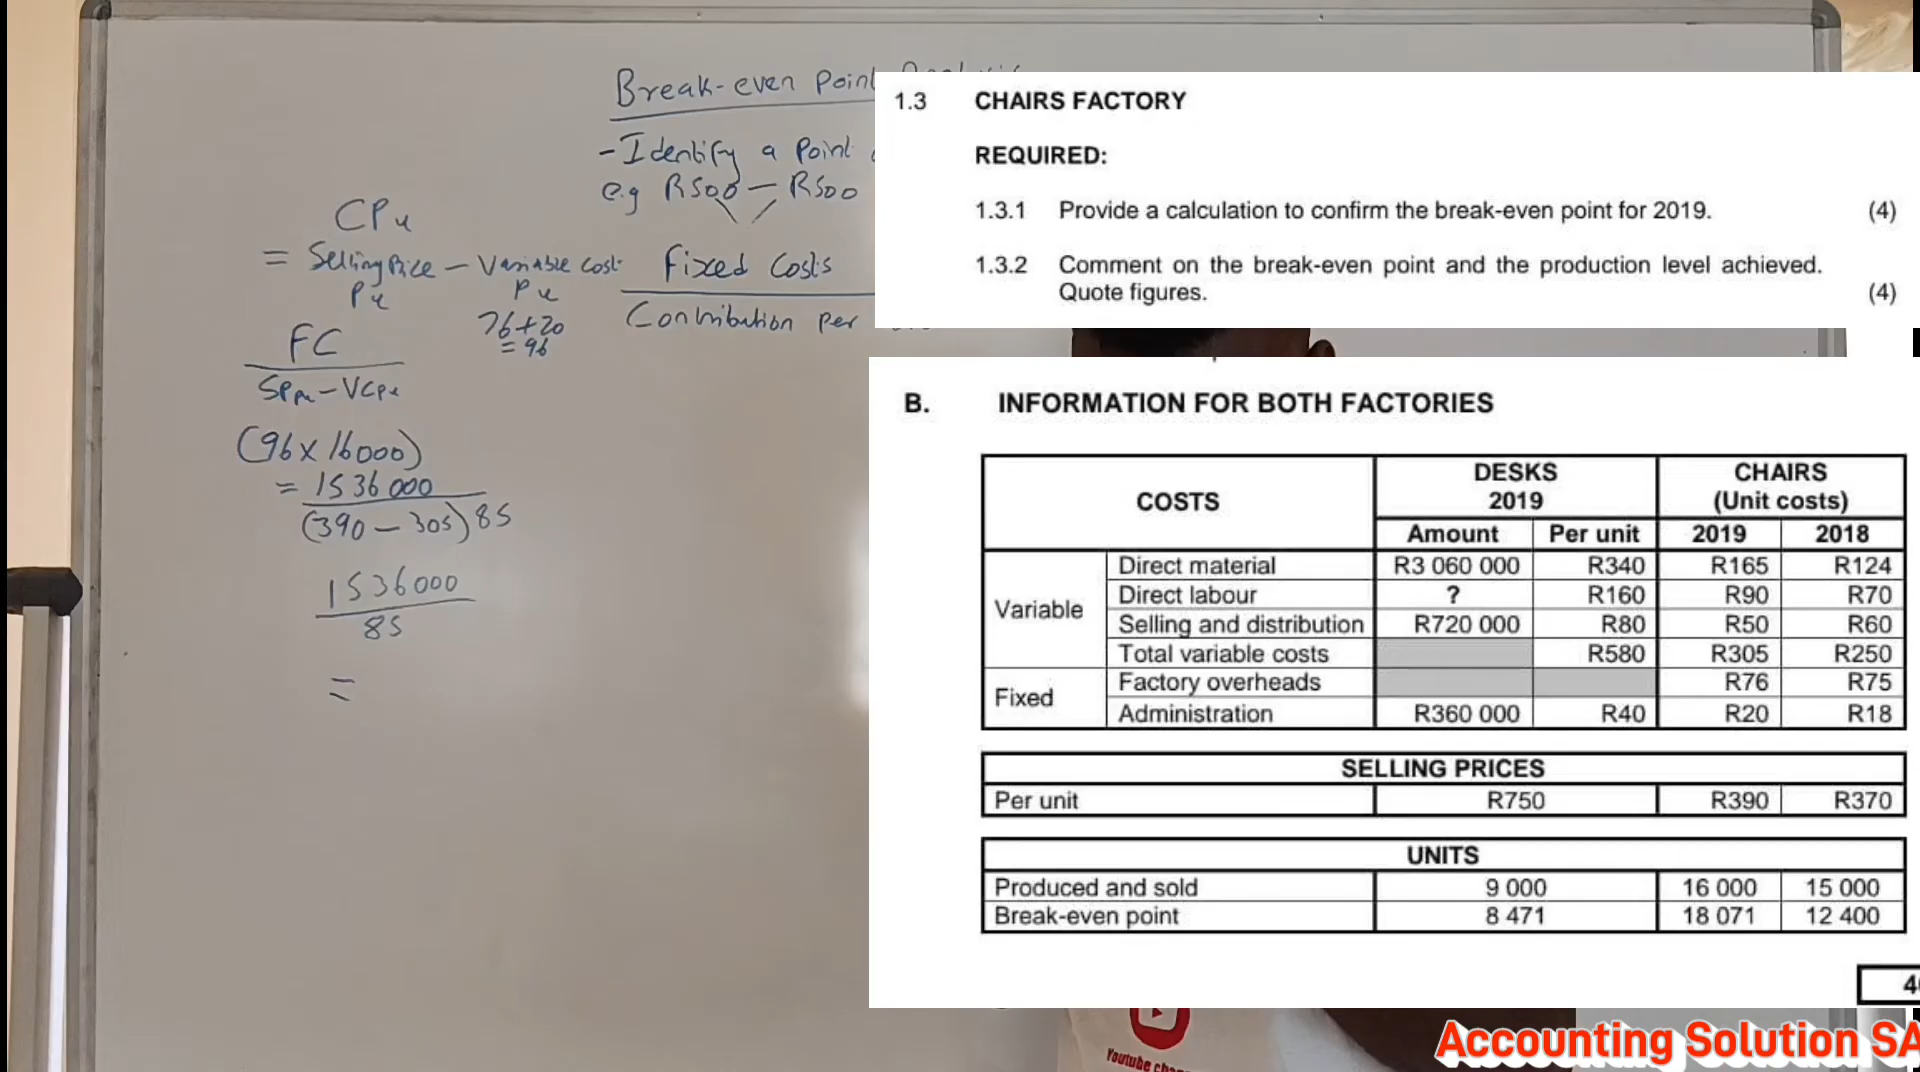 Break-even Point
- Identify a Point
e.g R500 — R500
Fixed Costs
Contribution per
CPu
= Selling Price — Variable Cost
Pu Pu
76+20
= 96
FC
SPpu — VCpu
(96 x 16000)
= 1536 000
(390 — 305) 85
1536000
85
=
1.3 CHAIRS FACTORY
REQUIRED:
1.3.1 Provide a calculation to confirm the break-even point for 2019. (4)
1.3.2 Comment on the break-even point and the production level achieved.
Quote figures. (4)
B. INFORMATION FOR BOTH FACTORIES
COSTS DESKS 2019 CHAIRS (Unit costs)
Amount Per unit 2019 2018
Variable Direct material R3 060 000 R340 R165 R124
Direct labour ? R160 R90 R70
Selling and distribution R720 000 R80 R50 R60
Total variable costs R580 R305 R250
Fixed Factory overheads R76 R75
Administration R360 000 R40 R20 R18
SELLING PRICES
Per unit R750 R390 R370
UNITS
Produced and sold 9 000 16 000 15 000
Break-even point 8 471 18 071 12 400
Youtube
Accounting Solution SA